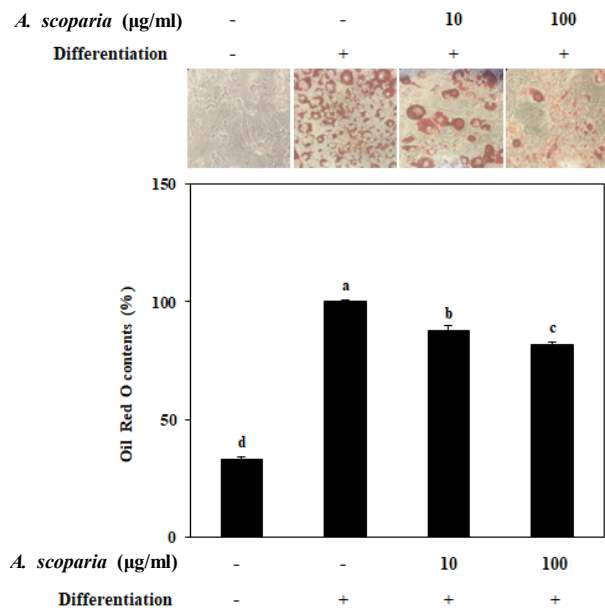 A. scoparia (μg/ml) - - 10 100
Differentiation - + + +
150
100
50
0
Oil Red O contents (%)
d
a
b
c
A. scoparia (μg/ml) - - 10 100
Differentiation - + + +